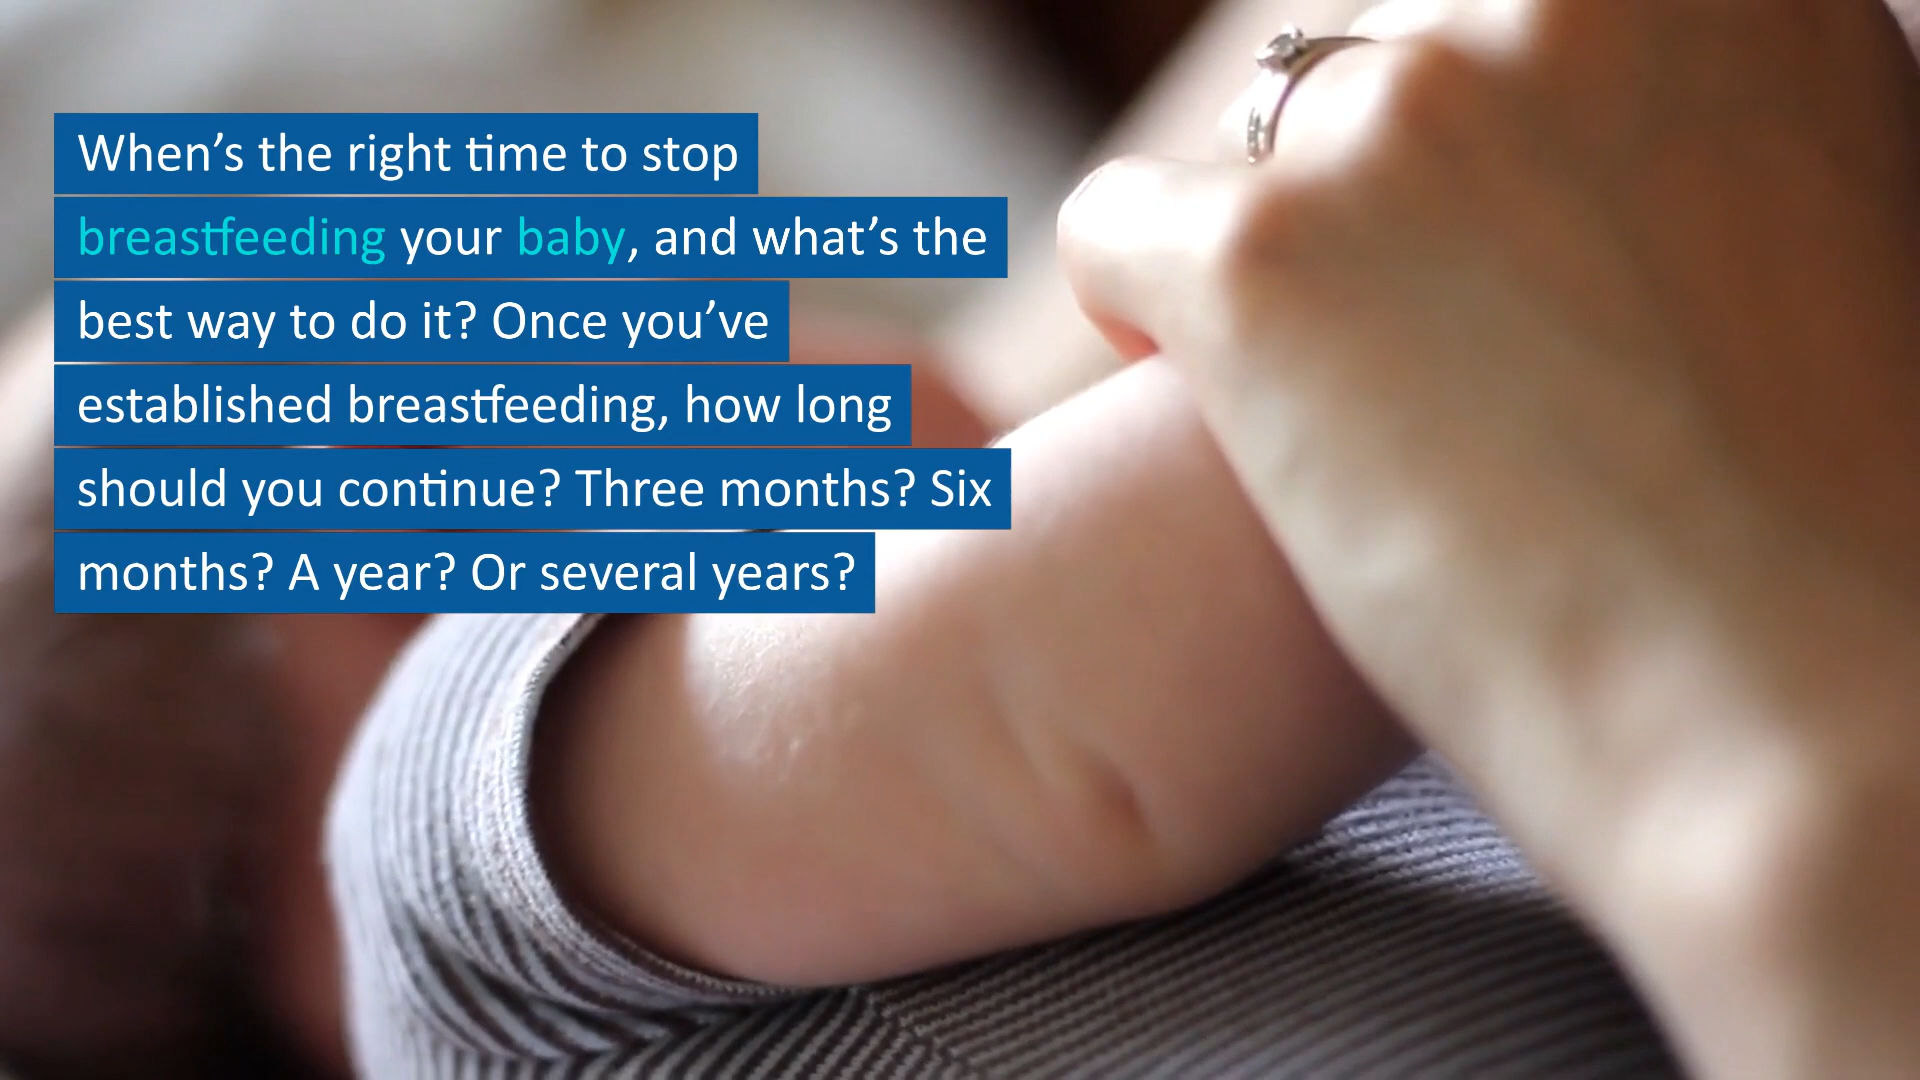 When’s the right time to stop
breastfeeding your baby, and what’s the
best way to do it? Once you’ve
established breastfeeding, how long
should you continue? Three months? Six
months? A year? Or several years?